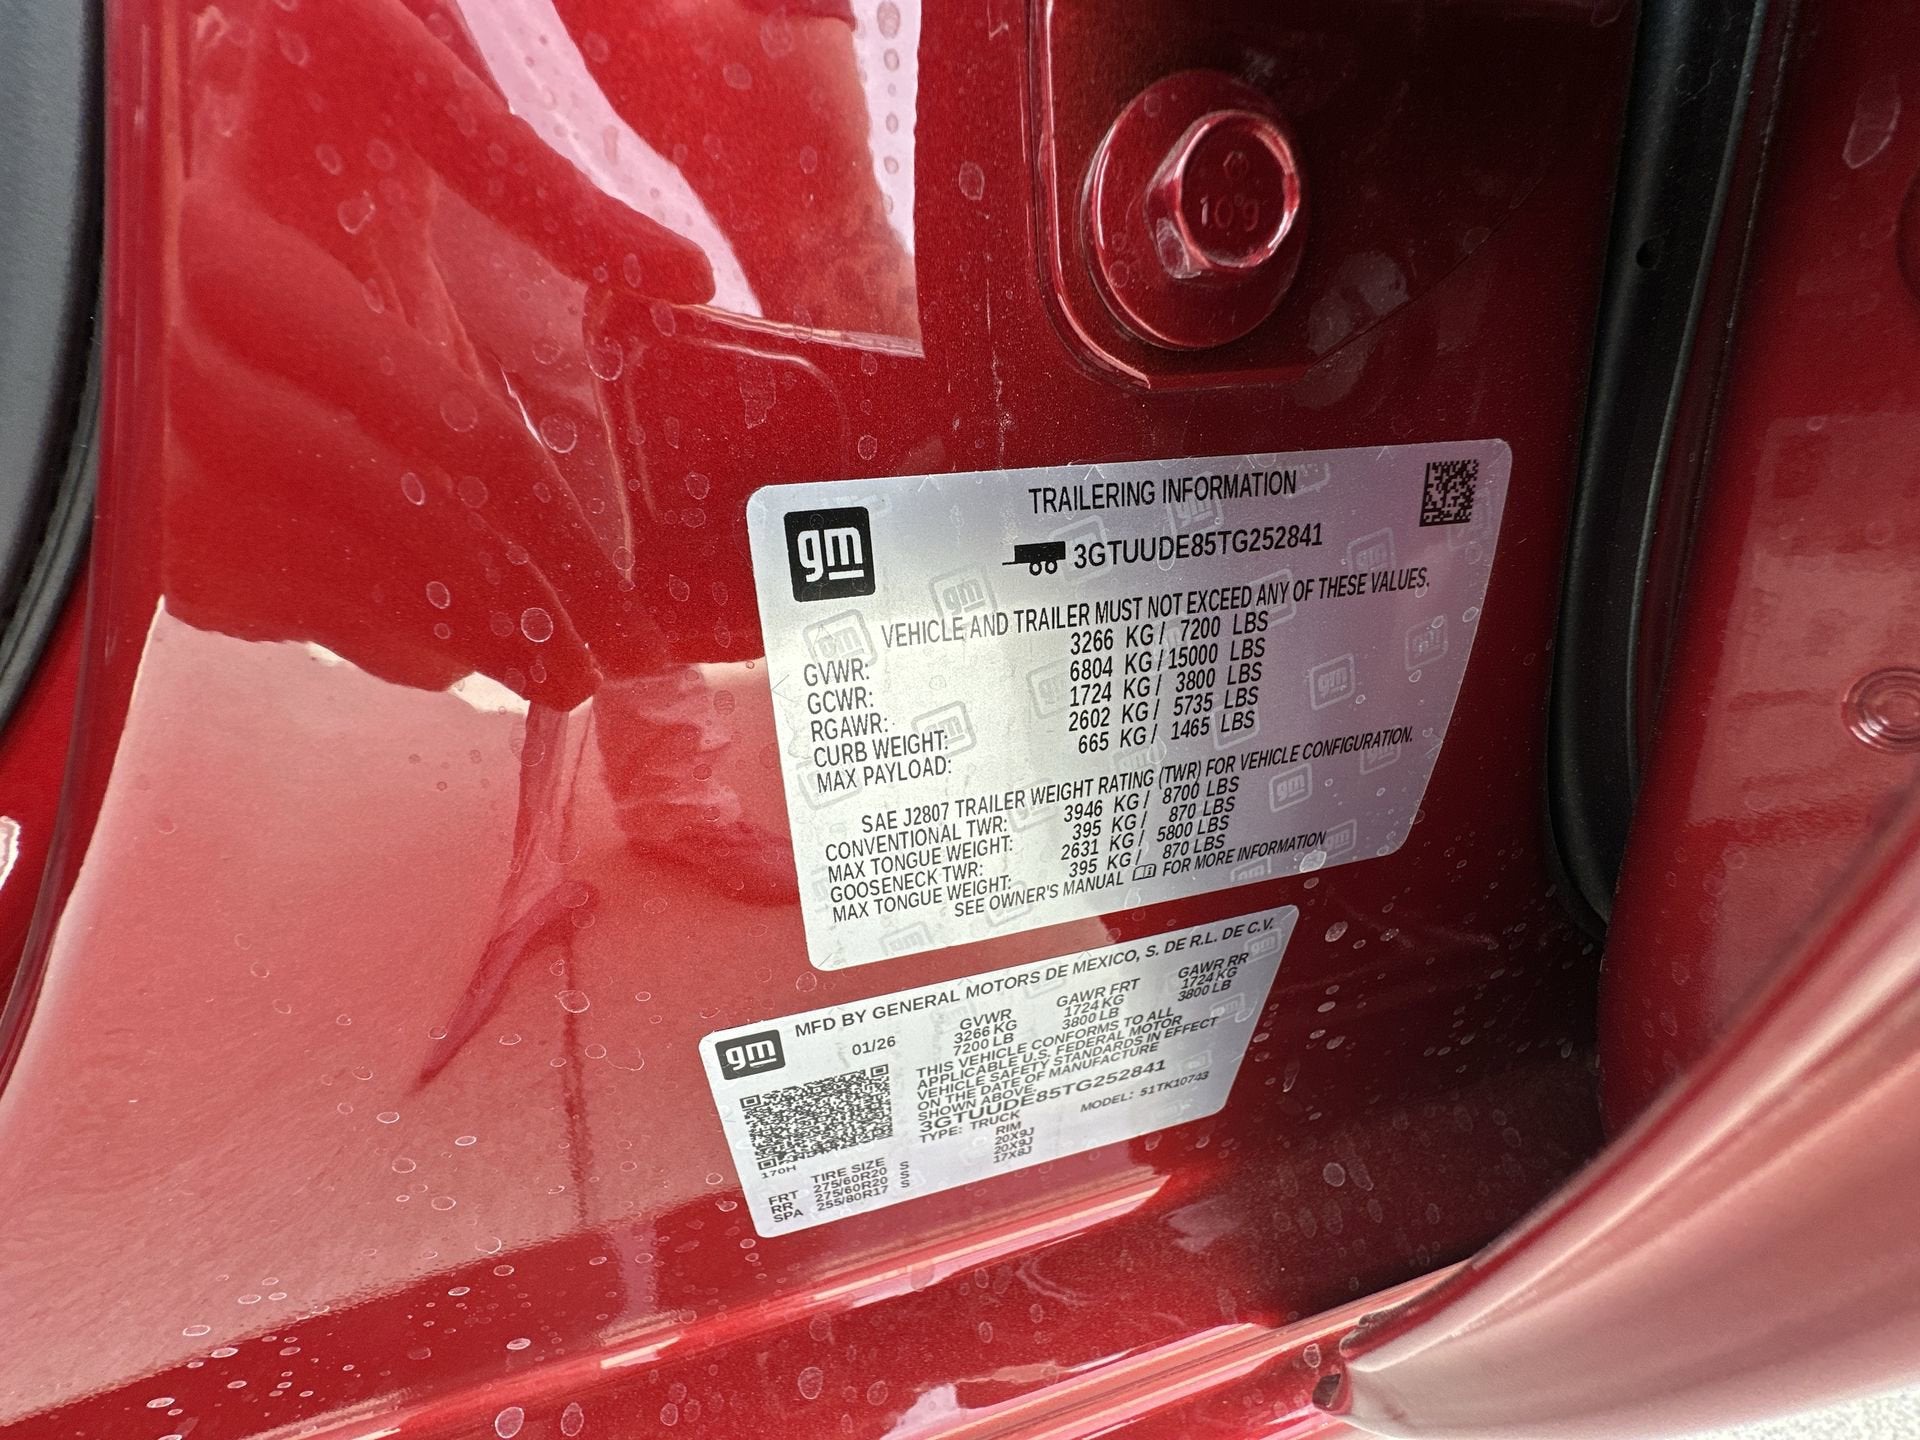 10.9
TRAILERING INFORMATION
gm
3GTUUDE85TG252841
VEHICLE AND TRAILER MUST NOT EXCEED ANY OF THESE VALUES.
GVWR: 3266 KG / 7200 LBS
GCWR: 6804 KG / 15000 LBS
RGAWR: 1724 KG / 3800 LBS
CURB WEIGHT: 2602 KG / 5735 LBS
MAX PAYLOAD: 665 KG / 1465 LBS
SAE J2807 TRAILER WEIGHT RATING (TWR) FOR VEHICLE CONFIGURATION.
CONVENTIONAL TWR: 3946 KG / 8700 LBS
MAX TONGUE WEIGHT: 395 KG / 870 LBS
GOOSENECK TWR: 2631 KG / 5800 LBS
MAX TONGUE WEIGHT: 395 KG / 870 LBS
SEE OWNER'S MANUAL FOR MORE INFORMATION
gm
MFD BY GENERAL MOTORS DE MEXICO, S. DE R.L. DE C.V.
01/26 GVWR GAWR FRT GAWR RR
3266 KG 1724 KG 1724 KG
7200 LB 3800 LB 3800 LB
THIS VEHICLE CONFORMS TO ALL
APPLICABLE U.S. FEDERAL MOTOR
VEHICLE SAFETY STANDARDS IN EFFECT
ON THE DATE OF MANUFACTURE
SHOWN ABOVE.
3GTUUDE85TG252841
TYPE: TRUCK MODEL: 51TK10743
170H
TIRE SIZE RIM
FRT 275/60R20 S 20X9J
RR 275/60R20 S 20X9J
SPA 255/80R17 S 17X8J